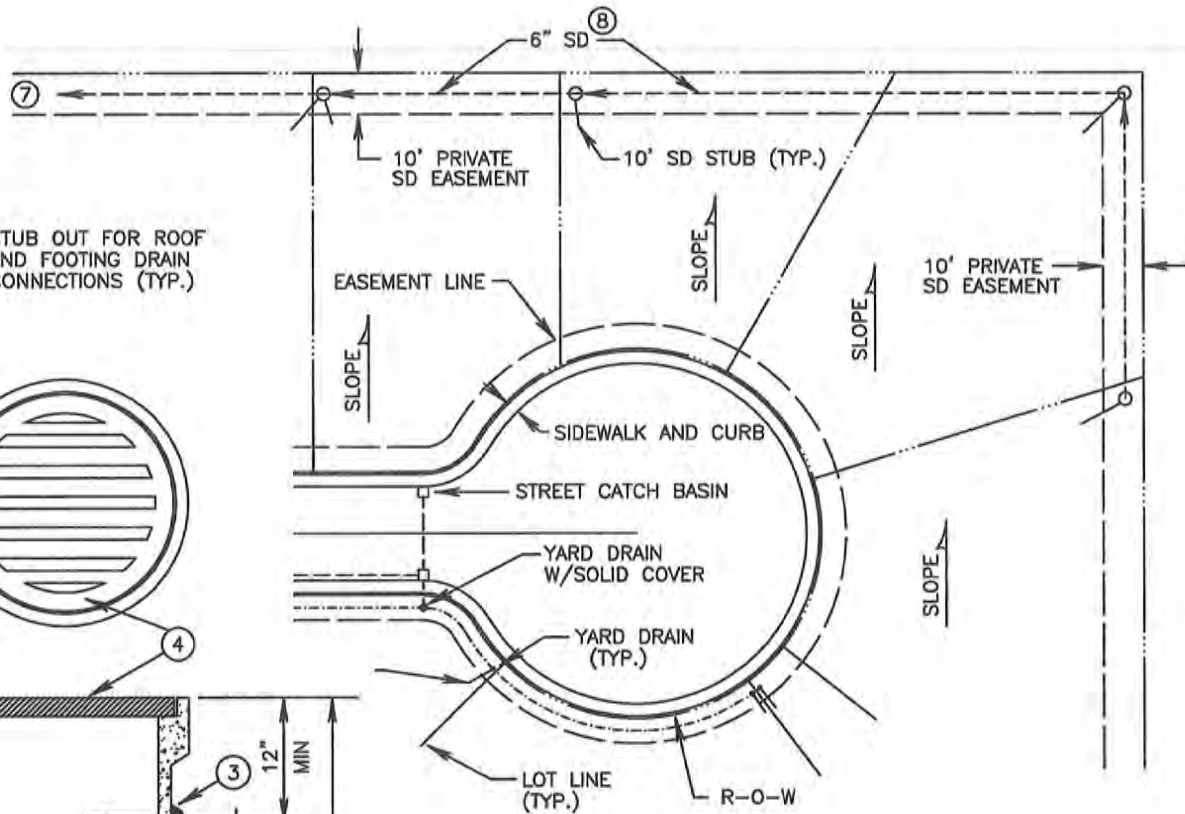 6" SD
8
7
10' PRIVATE
SD EASEMENT
10' SD STUB (TYP.)
TUB OUT FOR ROOF
ND FOOTING DRAIN
ONNECTIONS (TYP.)
SLOPE
SLOPE
10' PRIVATE
SD EASEMENT
EASEMENT LINE
SLOPE
SIDEWALK AND CURB
STREET CATCH BASIN
YARD DRAIN
W/SOLID COVER
SLOPE
YARD DRAIN
(TYP.)
4
12"
MIN
3
LOT LINE
(TYP.)
R-O-W